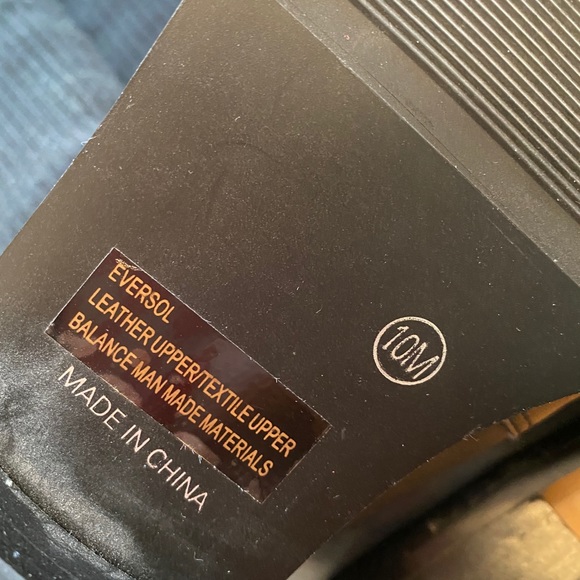 EVERSOL
LEATHER UPPER/TEXTILE UPPER
BALANCE MAN MADE MATERIALS
MADE IN CHINA
10M